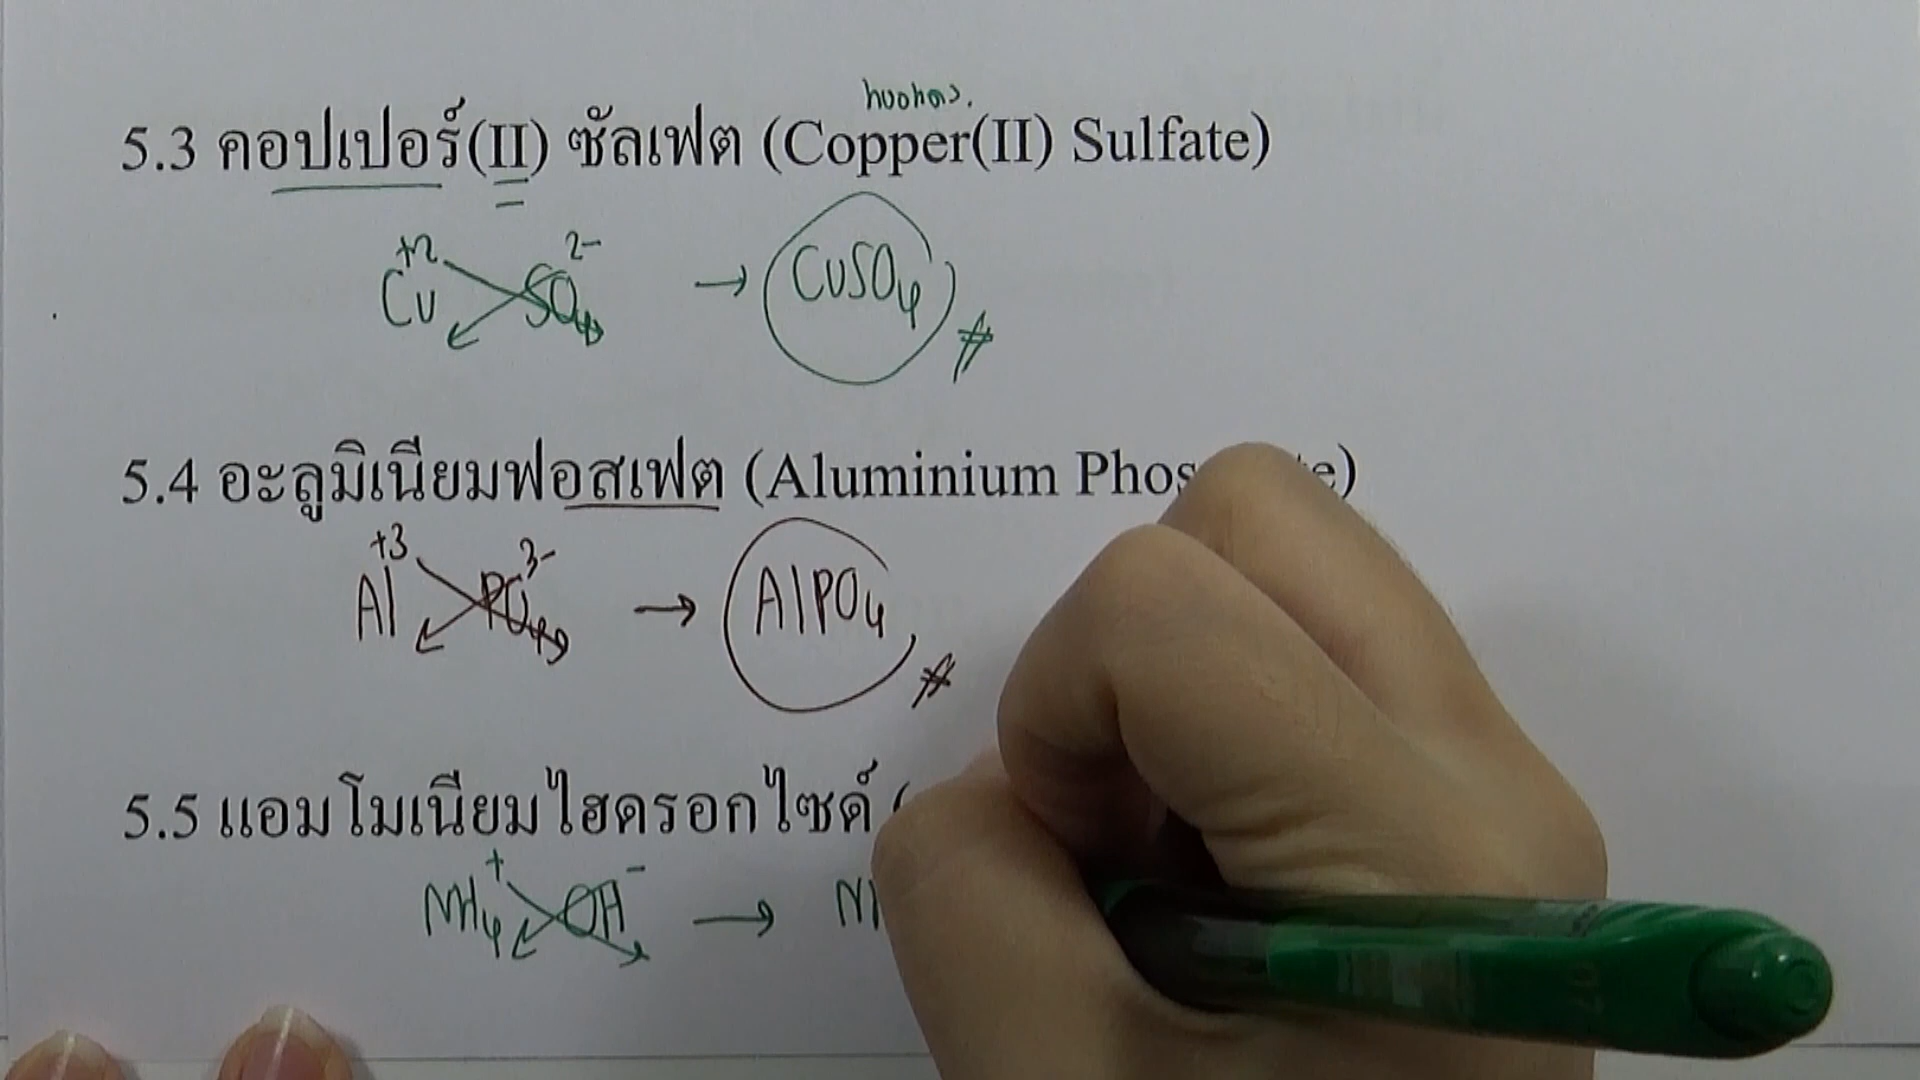 5.3 คอปเปอร์(II) ซัลเฟต (Copper(II) Sulfate)
Cu +2 SO4 2- → CuSO4 #
5.4 อะลูมิเนียมฟอสเฟต (Aluminium Phos
Al +3 PO4 3- → AlPO4 #
5.5 แอมโมเนียมไฮดรอกไซด์ (
NH4 + OH - → N